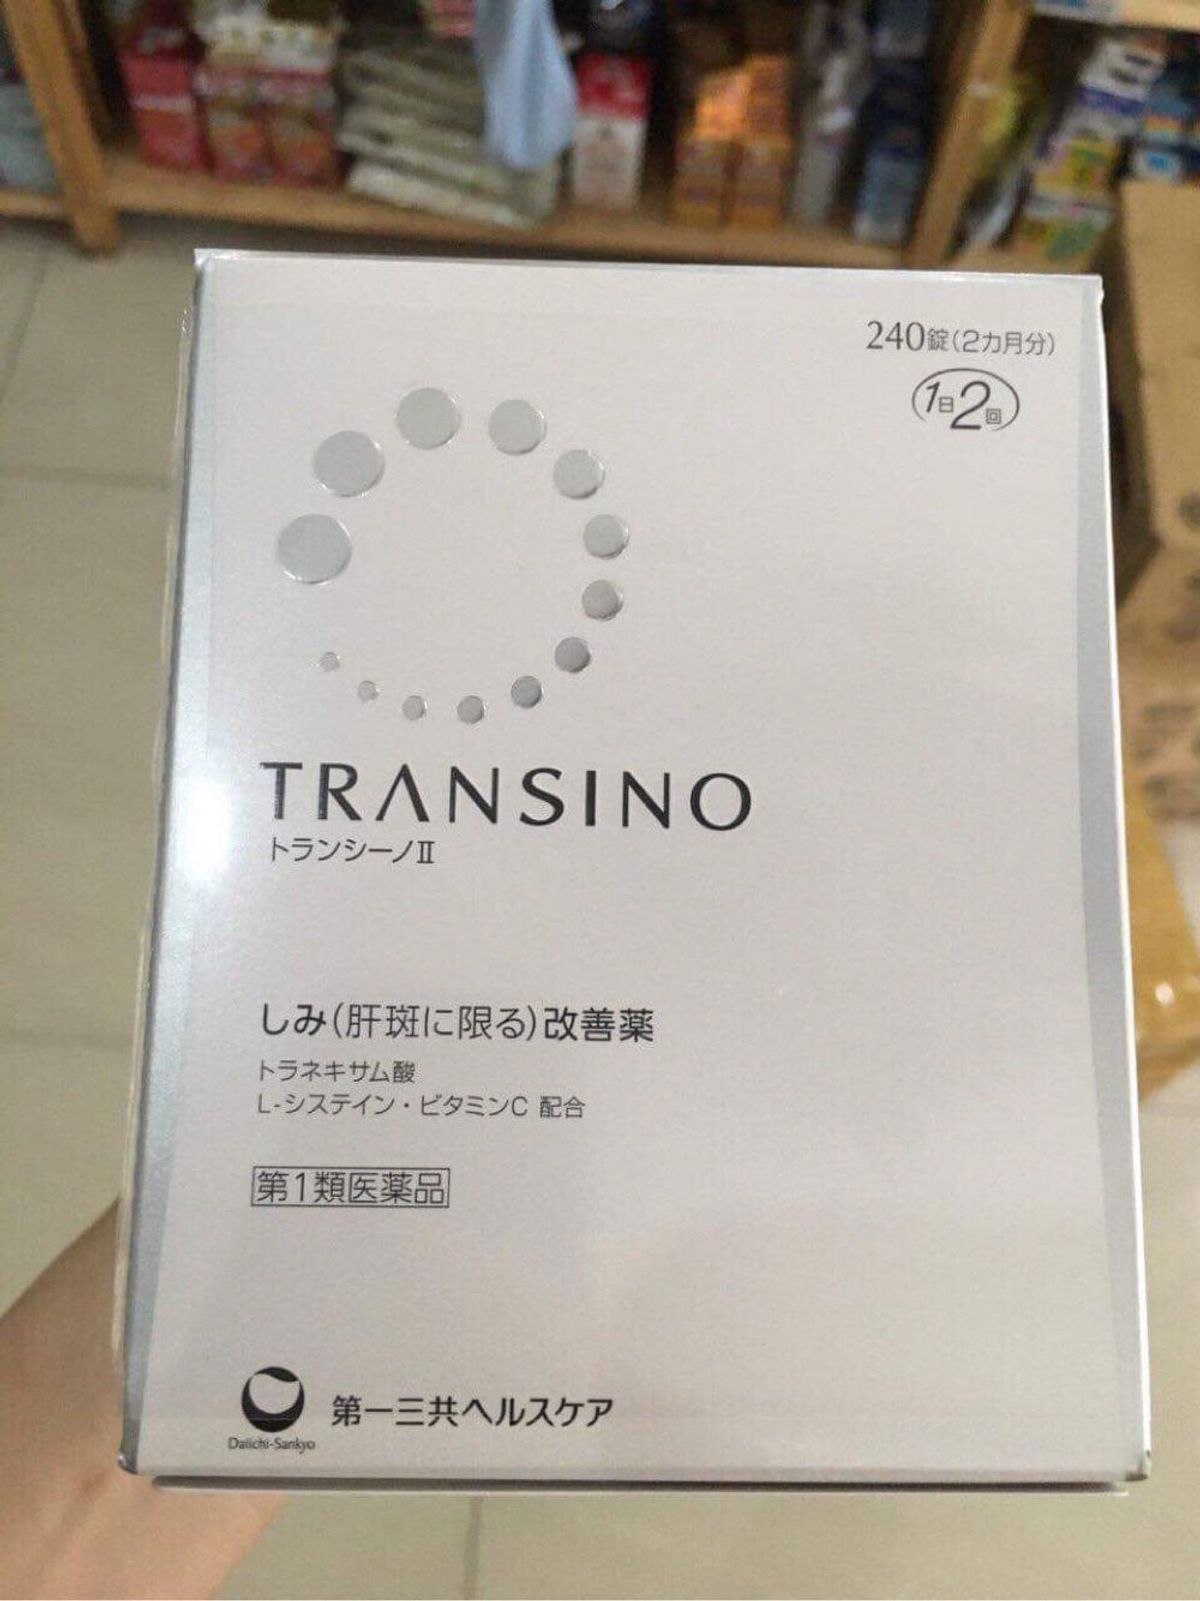 240錠(2カ月分)
1日2回
TRANSINO
トランシーノⅡ
しみ(肝斑に限る)改善薬
トラネキサム酸
L-システイン・ビタミンC 配合
第1類医薬品
第一三共ヘルスケア
Daiichi-Sankyo